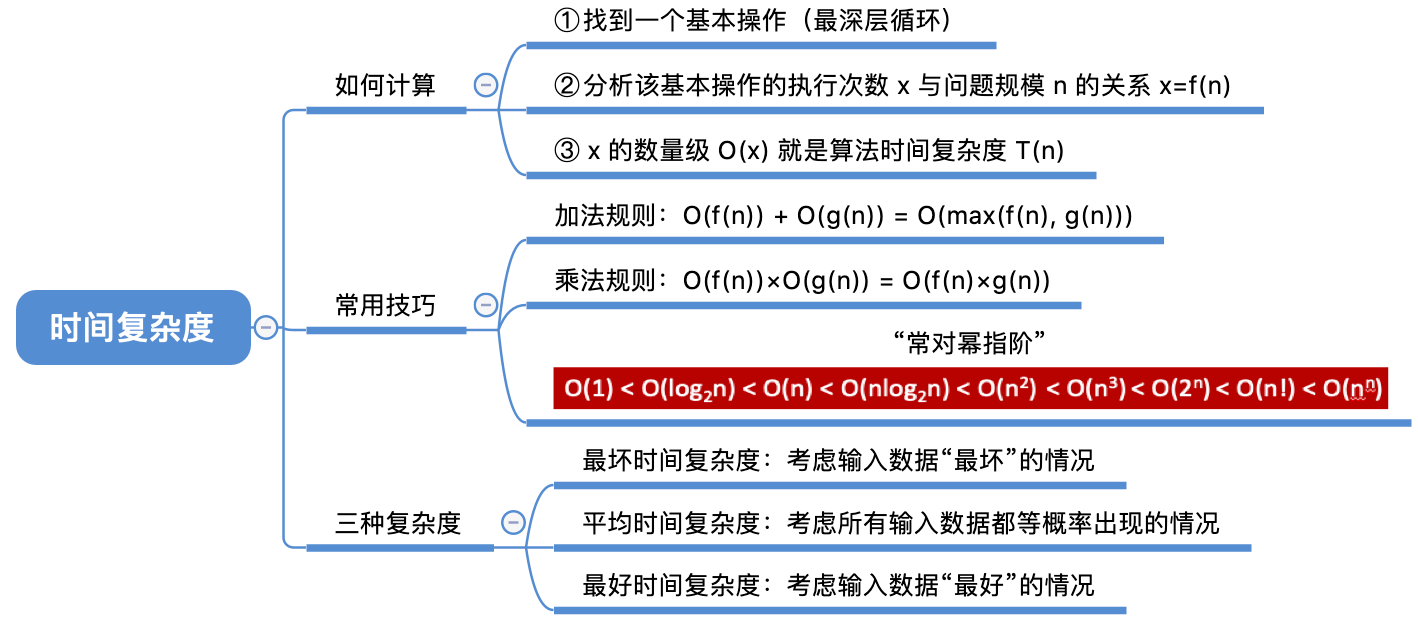 时间复杂度
如何计算
①找到一个基本操作（最深层循环）
②分析该基本操作的执行次数 x 与问题规模 n 的关系 x=f(n)
③ x 的数量级 O(x) 就是算法时间复杂度 T(n)
常用技巧
加法规则：O(f(n)) + O(g(n)) = O(max(f(n), g(n)))
乘法规则：O(f(n))×O(g(n)) = O(f(n)×g(n))
“常对幂指阶”
O(1) < O(log₂n) < O(n) < O(nlog₂n) < O(n²) < O(n³) < O(2ⁿ) < O(n!) < O(nⁿ)
三种复杂度
最坏时间复杂度：考虑输入数据“最坏”的情况
平均时间复杂度：考虑所有输入数据都等概率出现的情况
最好时间复杂度：考虑输入数据“最好”的情况